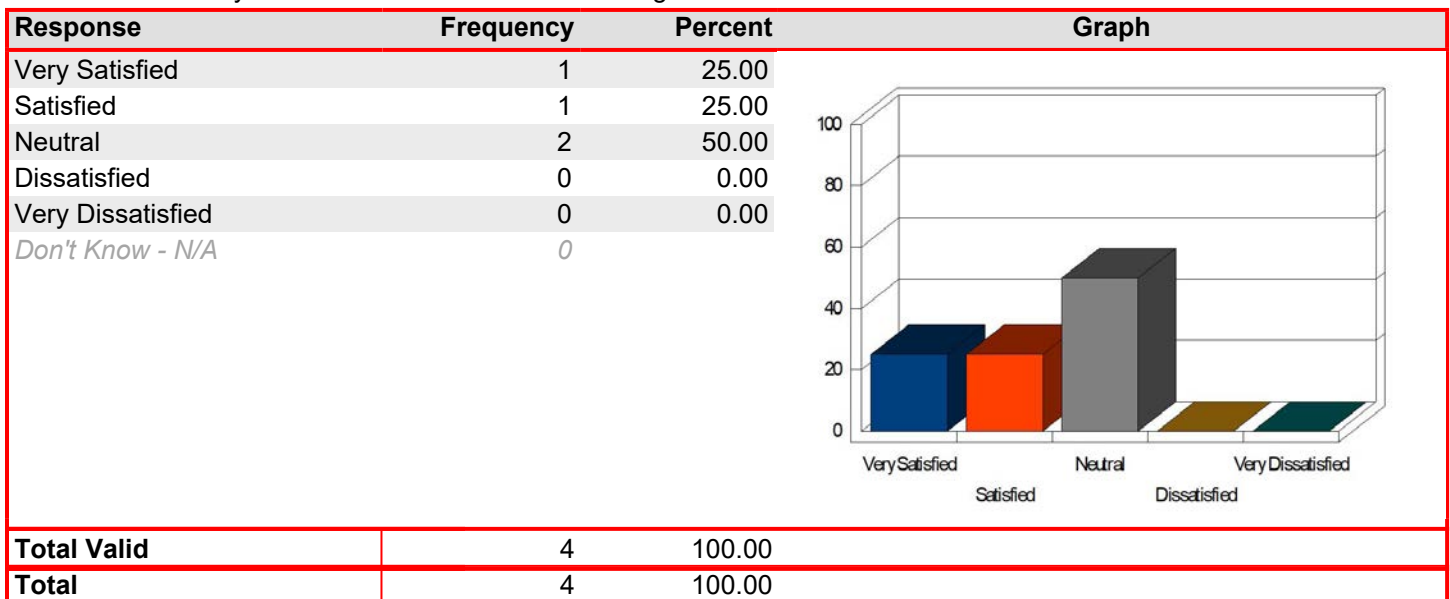 Response Frequency Percent Graph
Very Satisfied 1 25.00
Satisfied 1 25.00
Neutral 2 50.00
Dissatisfied 0 0.00
Very Dissatisfied 0 0.00
Don't Know - N/A 0
100
80
60
40
20
0
Very Satisfied Neutral Very Dissatisfied
Satisfied Dissatisfied
Total Valid 4 100.00
Total 4 100.00